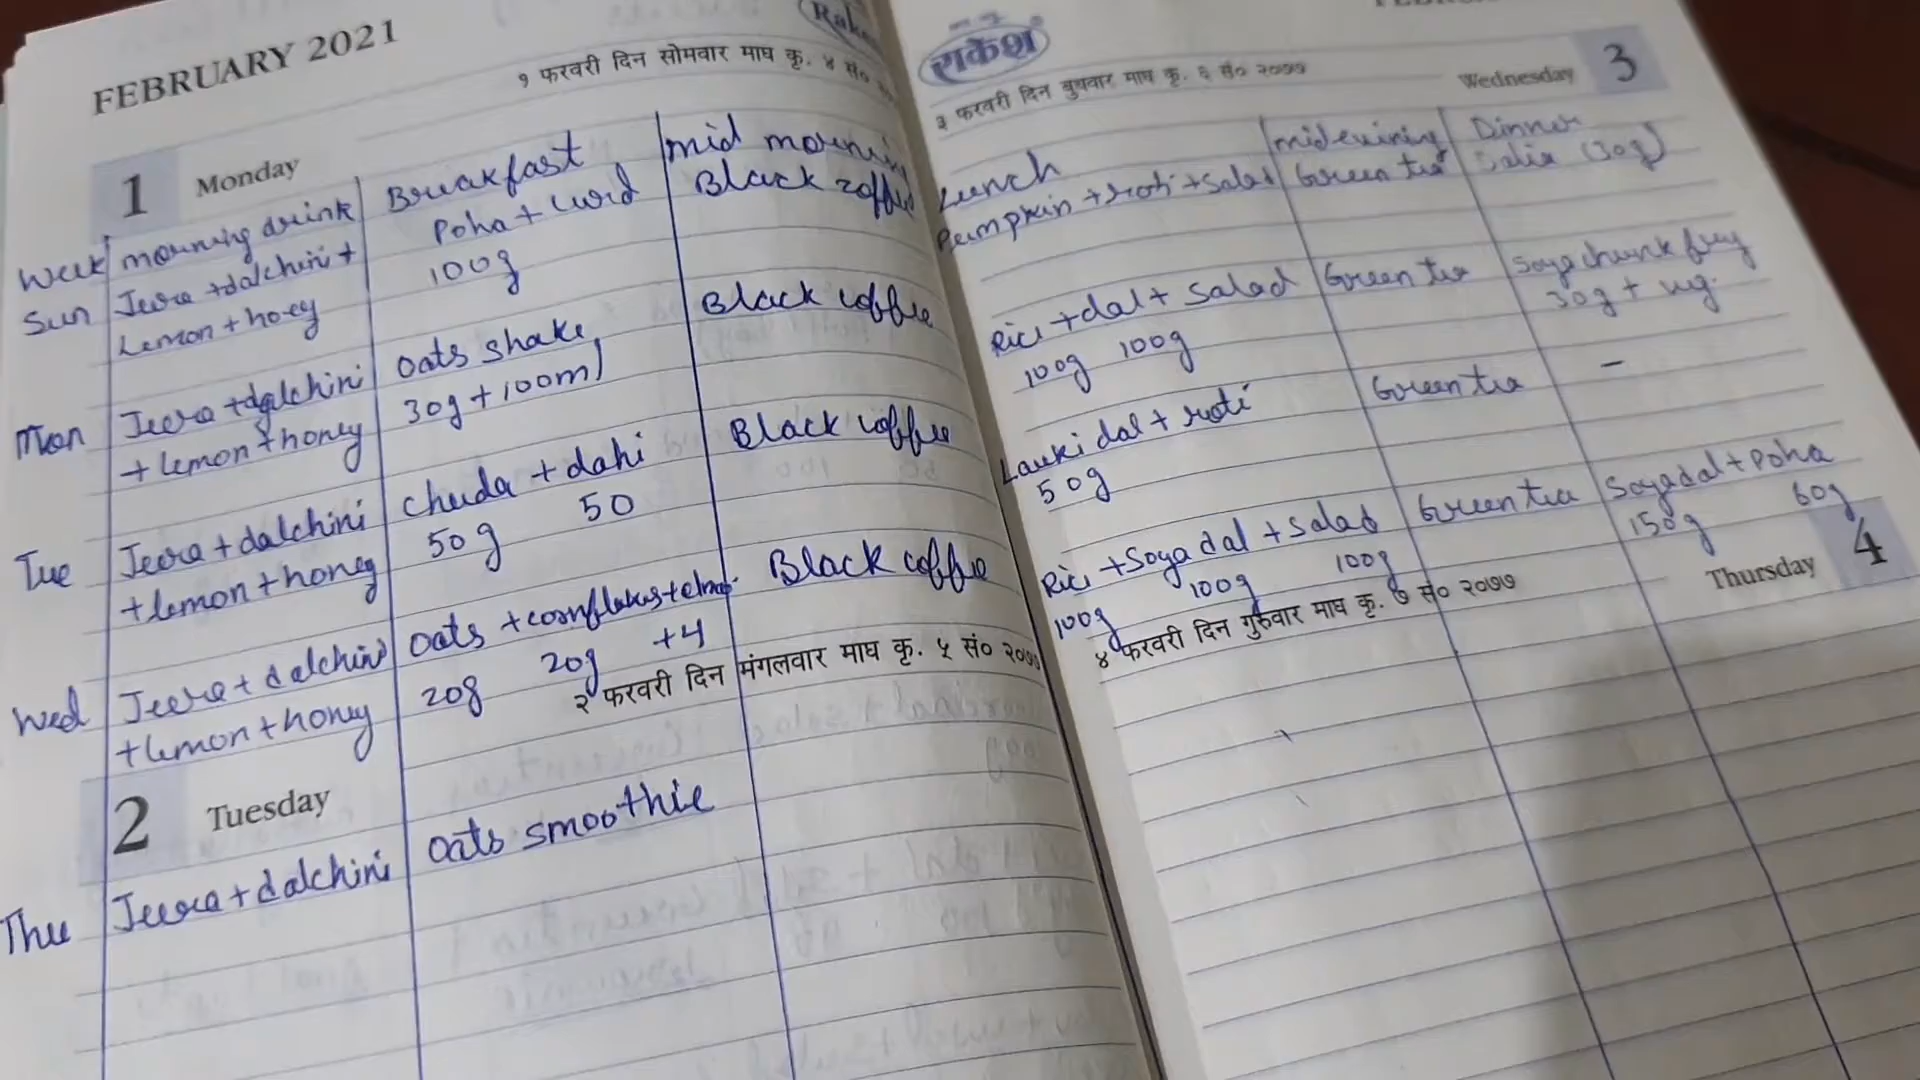 FEBRUARY 2021
१ फरवरी दिन सोमवार माघ कृ. ४ सं०
1 Monday
Week morning drink Breakfast mid morning
Sun Jeera + dalchini + Poha + curd Black coffee
Lemon + honey 100g
Mon Jeera + dalchini Oats shake Black coffee
+ lemon + honey 30g + 100ml
Tue Jeera + dalchini chuda + dahi Black coffee
+ lemon + honey 50g 50
Wed Jeera + dalchini Oats + cornflakes + Black coffee
+ lemon + honey 20g 20g +4
२ फरवरी दिन मंगलवार माघ कृ. ५ सं० २०७७
2 Tuesday
Thu Jeera + dalchini Oats smoothie
राकेश
३ फरवरी दिन बुधवार माघ कृ. ६ सं० २०७७
Wednesday 3
Lunch midevining Dinner
Pumpkin + roti + salad Green tea Dalia (30g)
Rice + dal + salad Green tea Soya chunk fry
100g 100g 30g + veg.
Lauki dal + roti Green tea –
50g
Rice + Soya dal + salad Green tea Soya dal + Poha
100g 100g 100g 150g 60g
Thursday 4
४ फरवरी दिन गुरुवार माघ कृ. ७ सं० २०७७